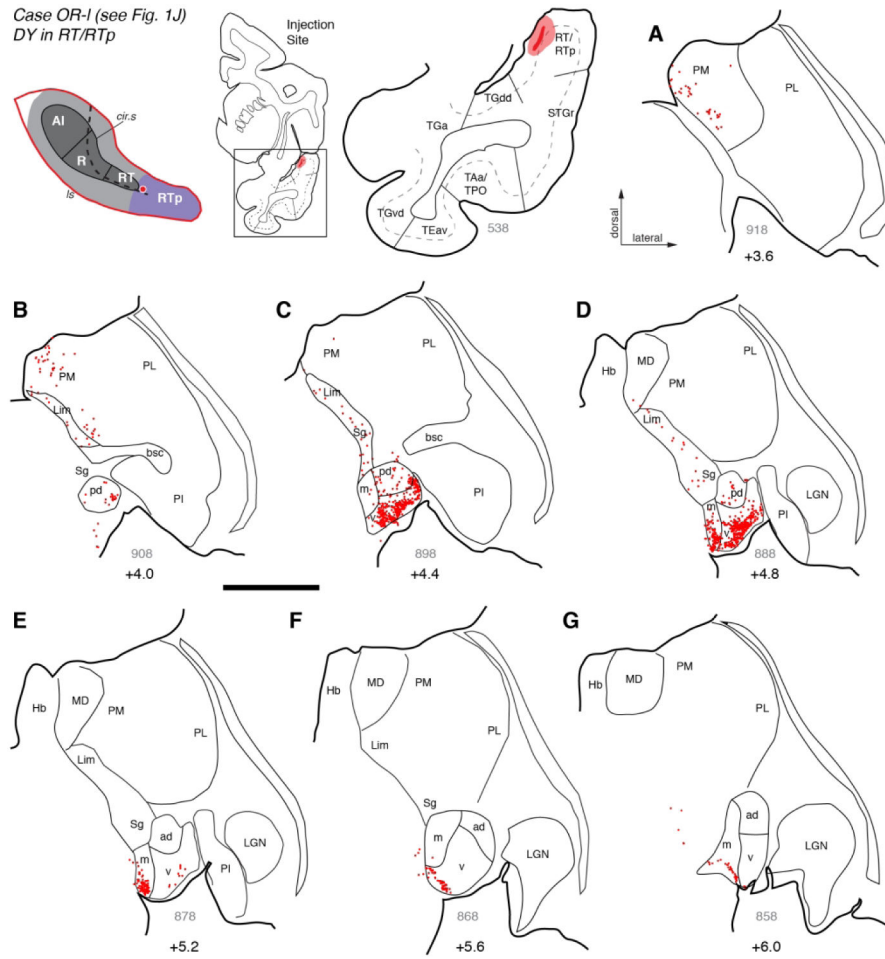 Case OR-l (see Fig. 1J)
DY in RT/RTp
Injection
Site
AI
R
RT
RTp
cir.s
ls
RT/
RTp
TGdd
STGr
TGa
TAa/
TPO
TGvd
TEav
538
dorsal
lateral
A
PM
PL
918
+3.6
B
PM
PL
Lim
bsc
Sg
pd
PI
908
+4.0
C
PM
PL
Lim
Sg
bsc
pd
m
v
PI
898
+4.4
D
Hb
MD
PM
PL
Lim
Sg
pd
LGN
m
PI
v
888
+4.8
E
Hb
MD
PM
PL
Lim
Sg
ad
LGN
m
v
PI
878
+5.2
F
MD
Hb
PM
PL
Lim
Sg
ad
m
LGN
v
868
+5.6
G
Hb
MD
PM
PL
ad
m
LGN
v
858
+6.0